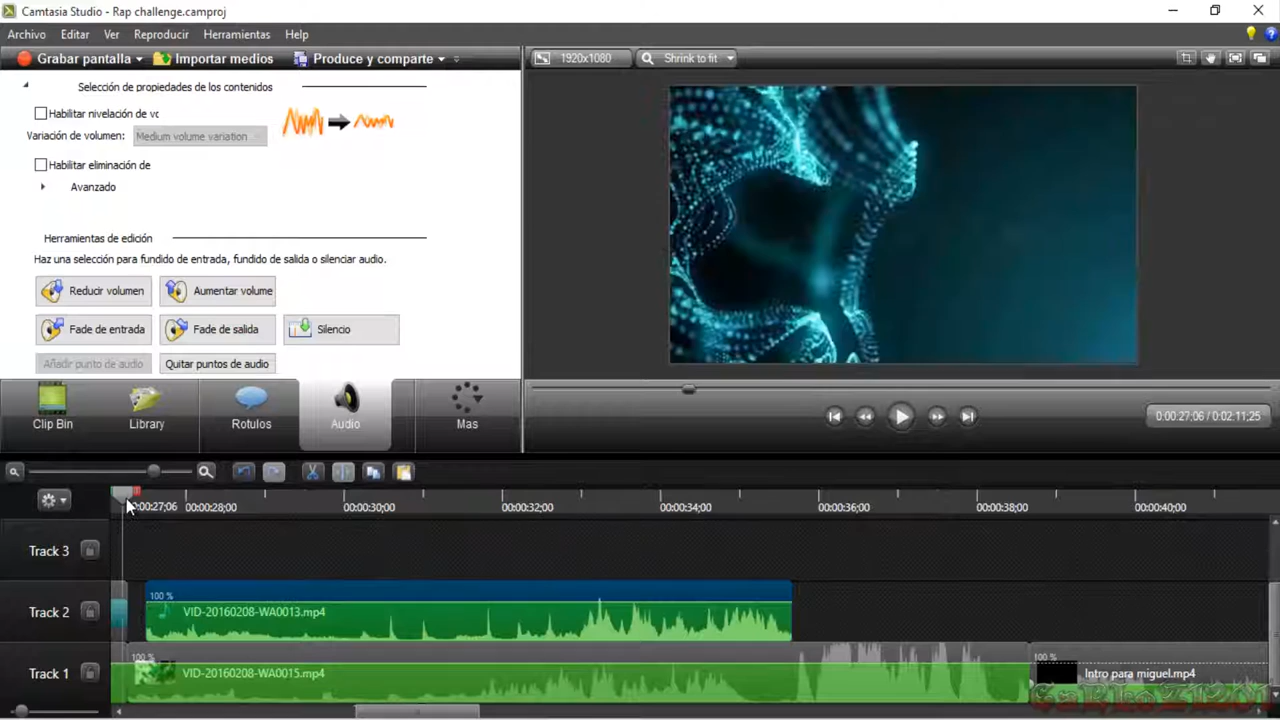 Camtasia Studio - Rap challenge.camproj
Archivo Editar Ver Reproducir Herramientas Help
Grabar pantalla Importar medios Produce y comparte
1920x1080 Shrink to fit
Selección de propiedades de los contenidos
Habilitar nivelación de vc
Variación de volumen: Medium volume variation
Habilitar eliminación de
Avanzado
Herramientas de edición
Haz una selección para fundido de entrada, fundido de salida o silenciar audio.
Reducir volumen Aumentar volume
Fade de entrada Fade de salida Silencio
Añadir punto de audio Quitar puntos de audio
Clip Bin Library Rotulos Audio Mas
0:00:27;06 / 0:02:11;25
0:00:27;06 00:00:28;00 00:00:30;00 00:00:32;00 00:00:34;00 00:00:36;00 00:00:38;00 00:00:40;00
Track 3
100 %
Track 2 VID-20160208-WA0013.mp4
100 % 100 %
Track 1 VID-20160208-WA0015.mp4 Intro para miguel.mp4